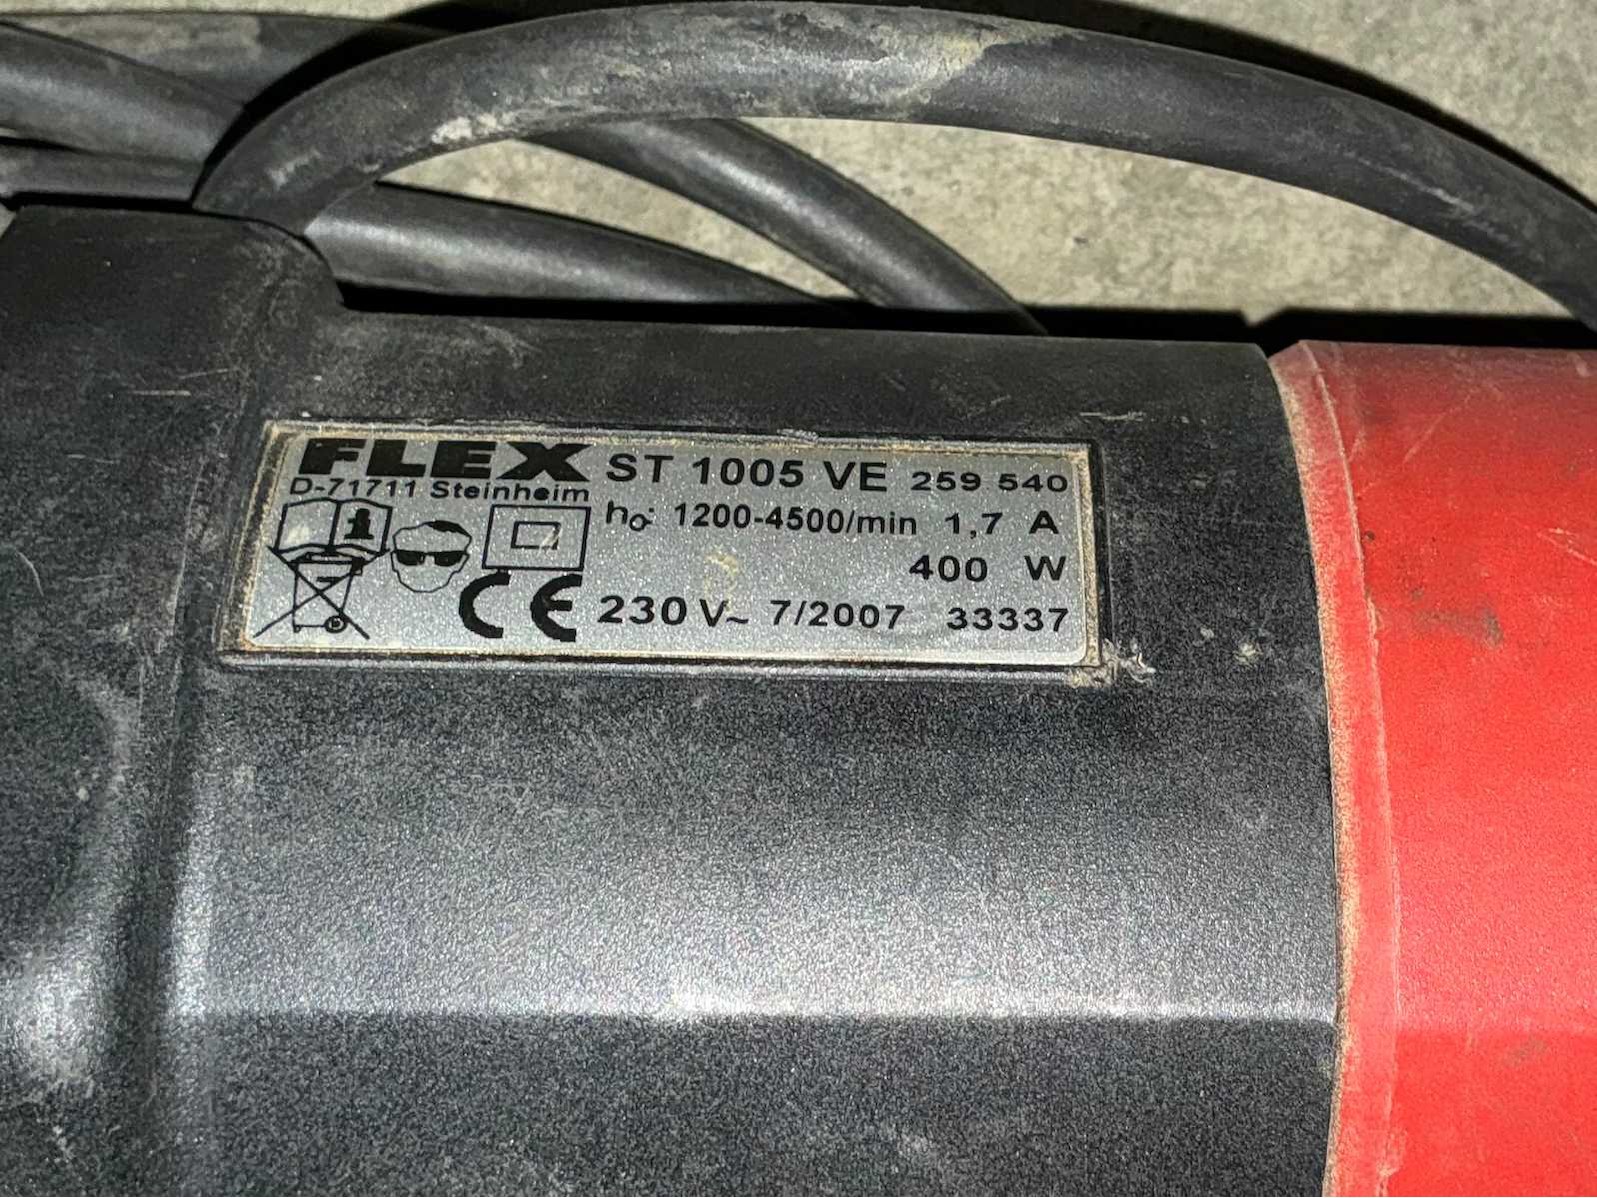 FLEX ST 1005 VE 259 540
D-71711 Steinheim
ho: 1200-4500/min 1,7 A
400 W
CE 230 V~ 7/2007 33337